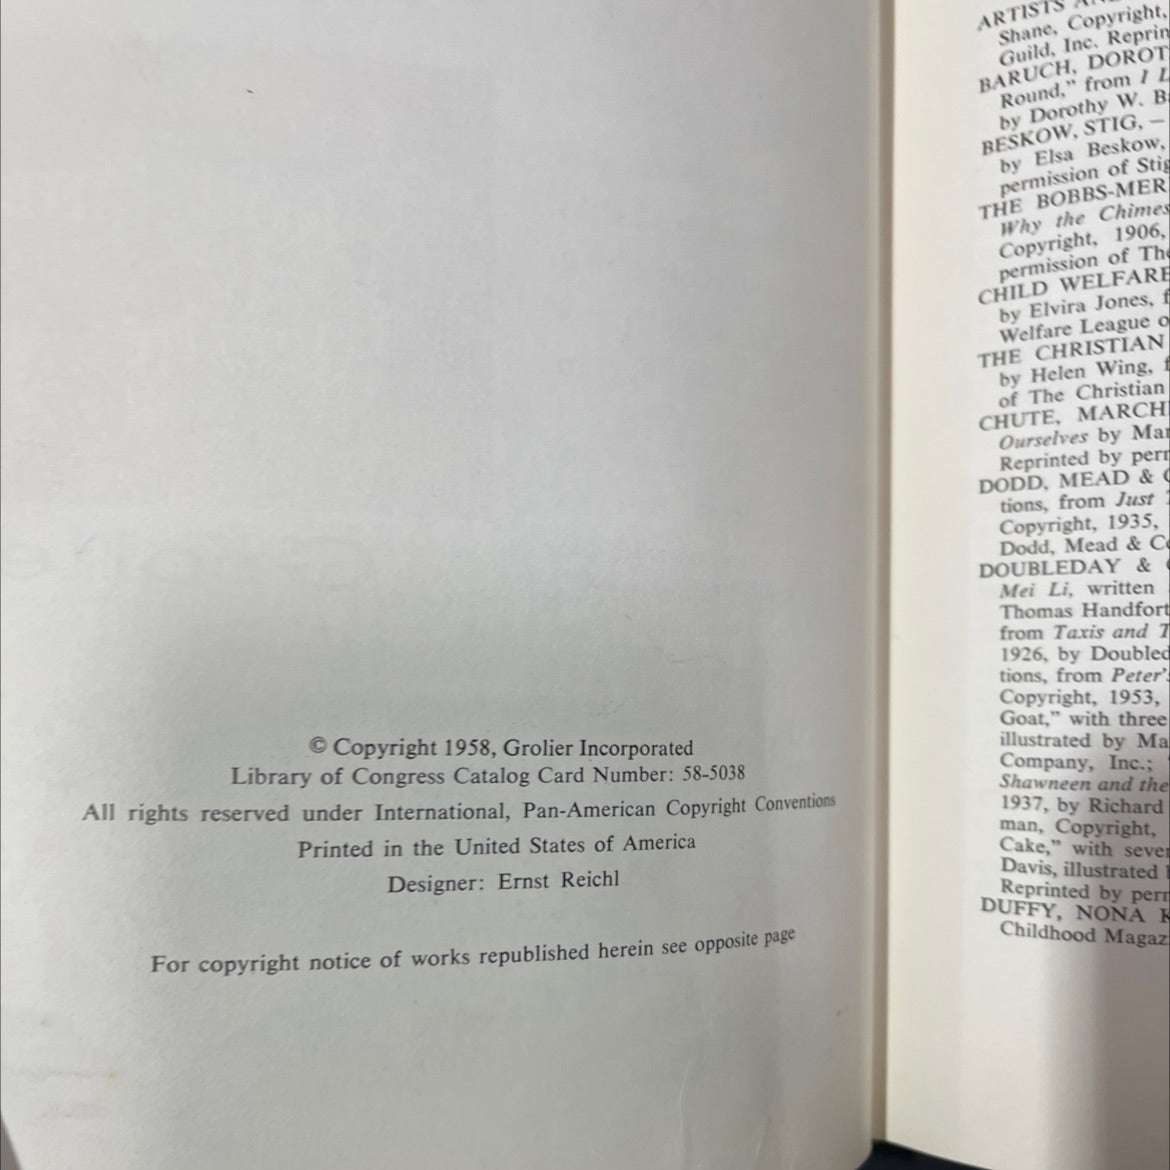 © Copyright 1958, Grolier Incorporated
Library of Congress Catalog Card Number: 58-5038
All rights reserved under International, Pan-American Copyright Conventions
Printed in the United States of America
Designer: Ernst Reichl
For copyright notice of works republished herein see opposite page
ARTISTS
Shane, Copyright,
Guild, Inc. Reprin
BARUCH, DOROT
Round,” from I L
by Dorothy W. B
BESKOW, STIG, —
by Elsa Beskow,
permission of Stig
THE BOBBS-MER
Why the Chimes
Copyright, 1906,
permission of The
CHILD WELFARE
by Elvira Jones, f
Welfare League o
THE CHRISTIAN
by Helen Wing, f
of The Christian
CHUTE, MARCH
Ourselves by Mar
Reprinted by perr
DODD, MEAD & C
tions, from Just
Copyright, 1935,
Dodd, Mead & Co
DOUBLEDAY &
Mei Li, written
Thomas Handfort
from Taxis and T
1926, by Doubled
tions, from Peter’s
Copyright, 1953,
Goat,” with three
illustrated by Ma
Company, Inc.;
Shawneen and the
1937, by Richard
man, Copyright,
Cake,” with sever
Davis, illustrated
Reprinted by perr
DUFFY, NONA K
Childhood Magaz